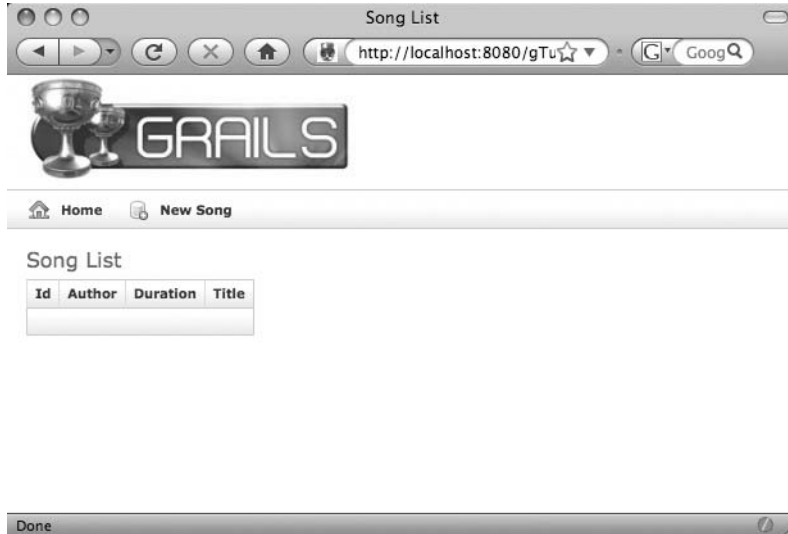 Song List
http://localhost:8080/gTu
G
Goog
GRAILS
Home
New Song
Song List
Id Author Duration Title
Done